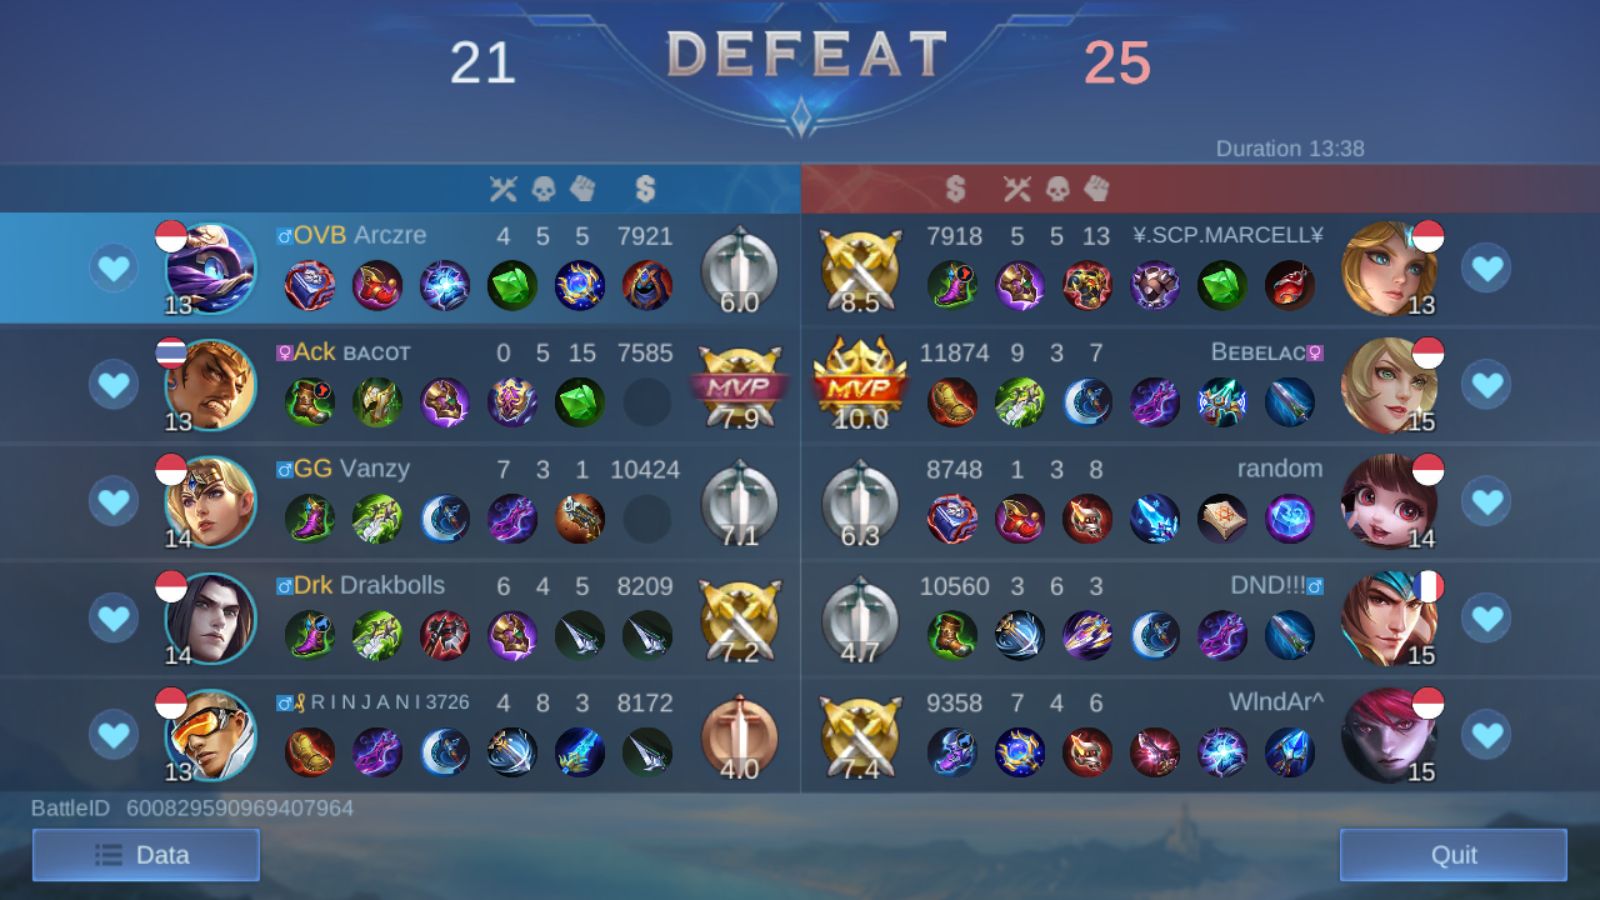 21 DEFEAT 25
Duration 13:38
OVB Arczre 4 5 5 7921
13 6.0
7918 5 5 13 ¥.SCP.MARCELL¥
8.5 13
Ack BACOT 0 5 15 7585
13 MVP 7.9
11874 9 3 7 BEBELAC
MVP 10.0 15
GG Vanzy 7 3 1 10424
14 7.1
8748 1 3 8 random
6.3 14
Drk Drakbolls 6 4 5 8209
14 7.2
10560 3 6 3 DND!!!
4.7 15
R I N J A N I 3726 4 8 3 8172
13 4.0
9358 7 4 6 WlndAr^
7.4 15
BattleID 600829590969407964
Data
Quit